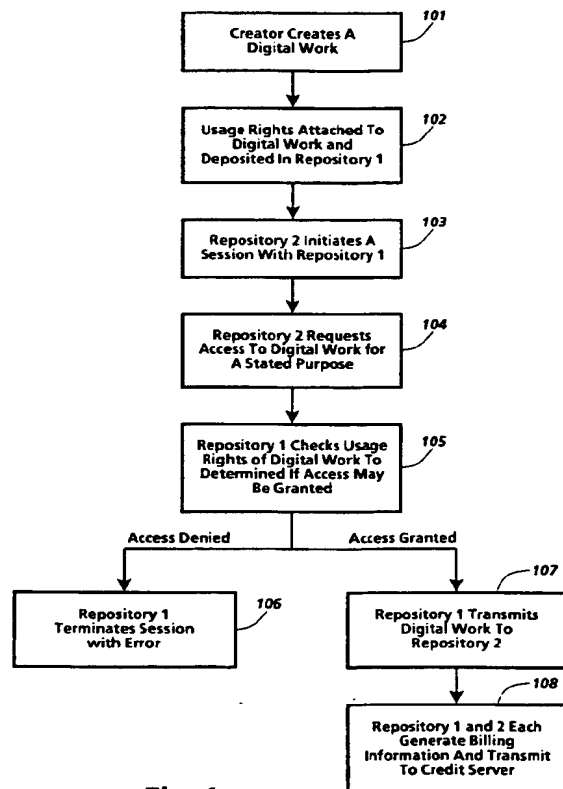 101
Creator Creates A
Digital Work
102
Usage Rights Attached To
Digital Work and
Deposited In Repository 1
103
Repository 2 Initiates A
Session With Repository 1
104
Repository 2 Requests
Access To Digital Work for
A Stated Purpose
105
Repository 1 Checks Usage
Rights of Digital Work To
Determined If Access May
Be Granted
Access Denied
Access Granted
106
Repository 1
Terminates Session
with Error
107
Repository 1 Transmits
Digital Work To
Repository 2
108
Repository 1 and 2 Each
Generate Billing
Information And Transmit
To Credit Server